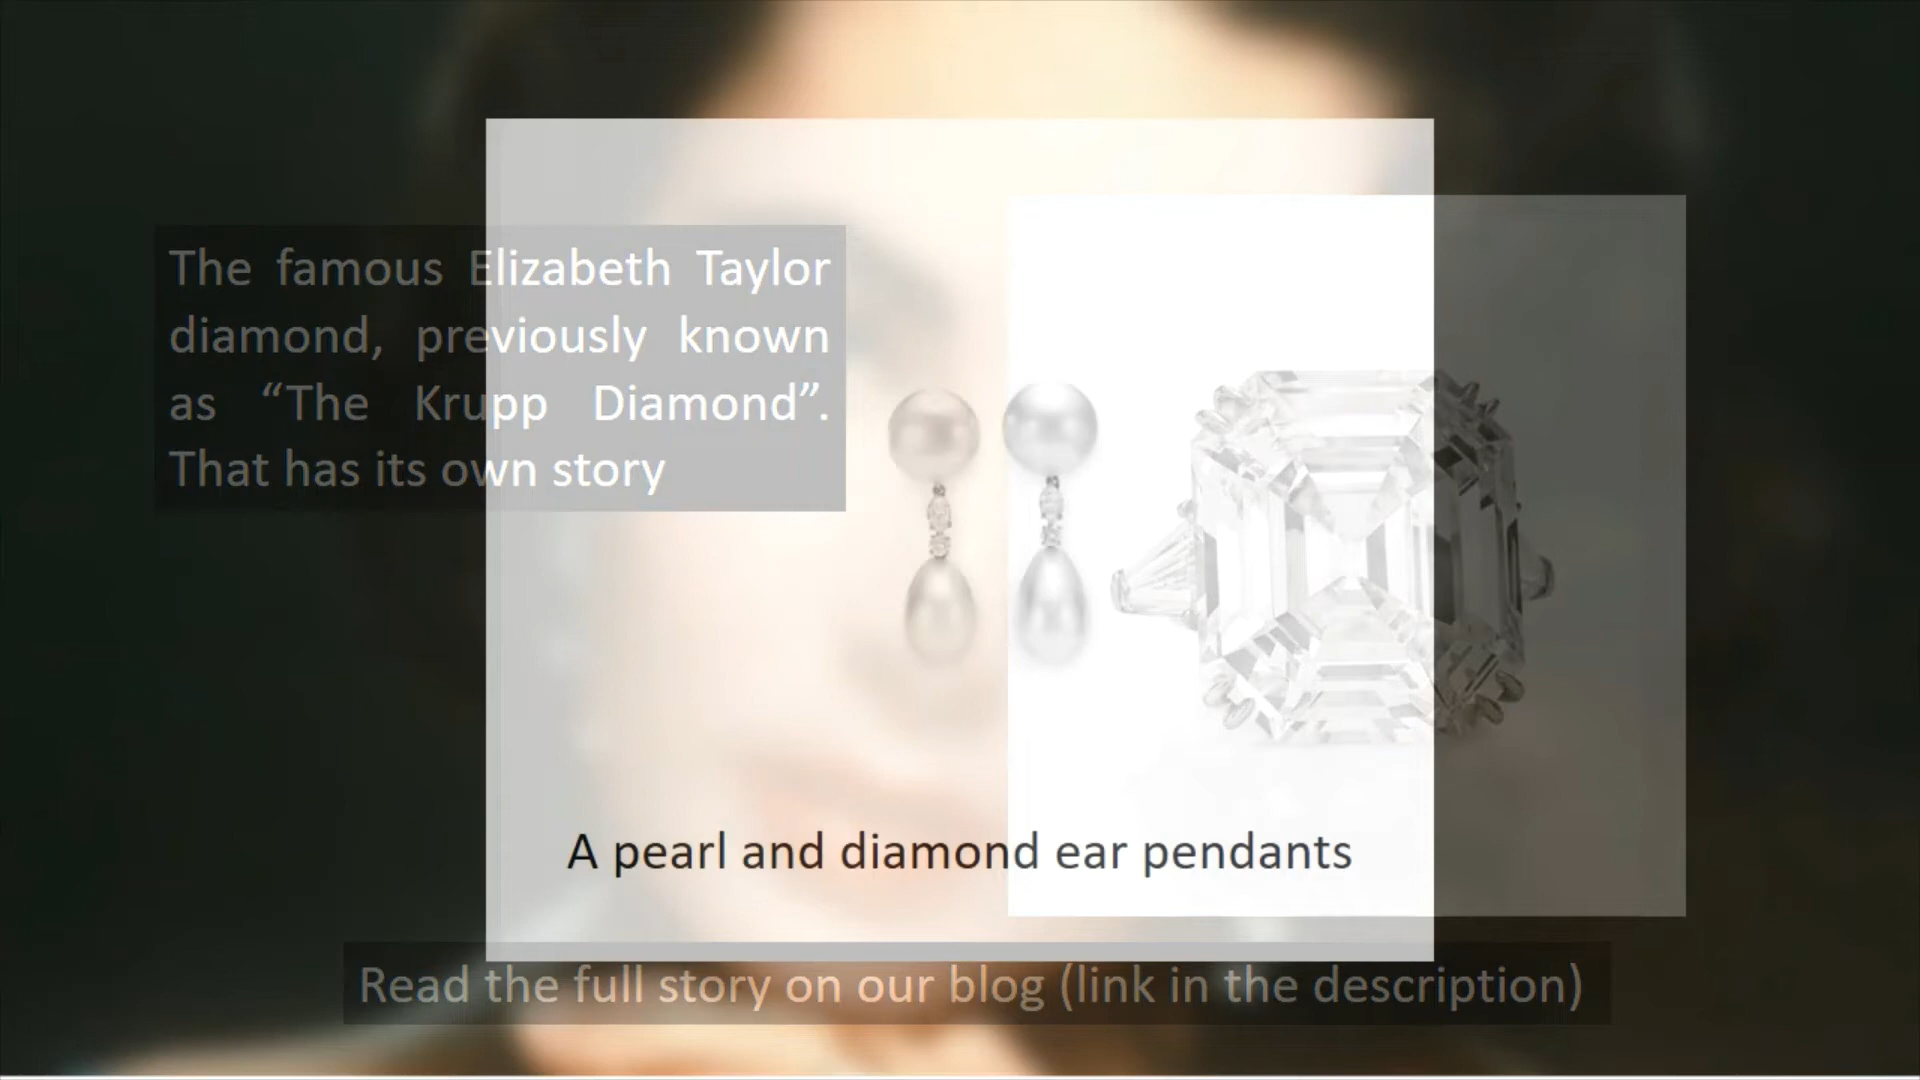 The famous Elizabeth Taylor
diamond, previously known
as “The Krupp Diamond”.
That has its own story
A pearl and diamond ear pendants
Read the full story on our blog (link in the description)